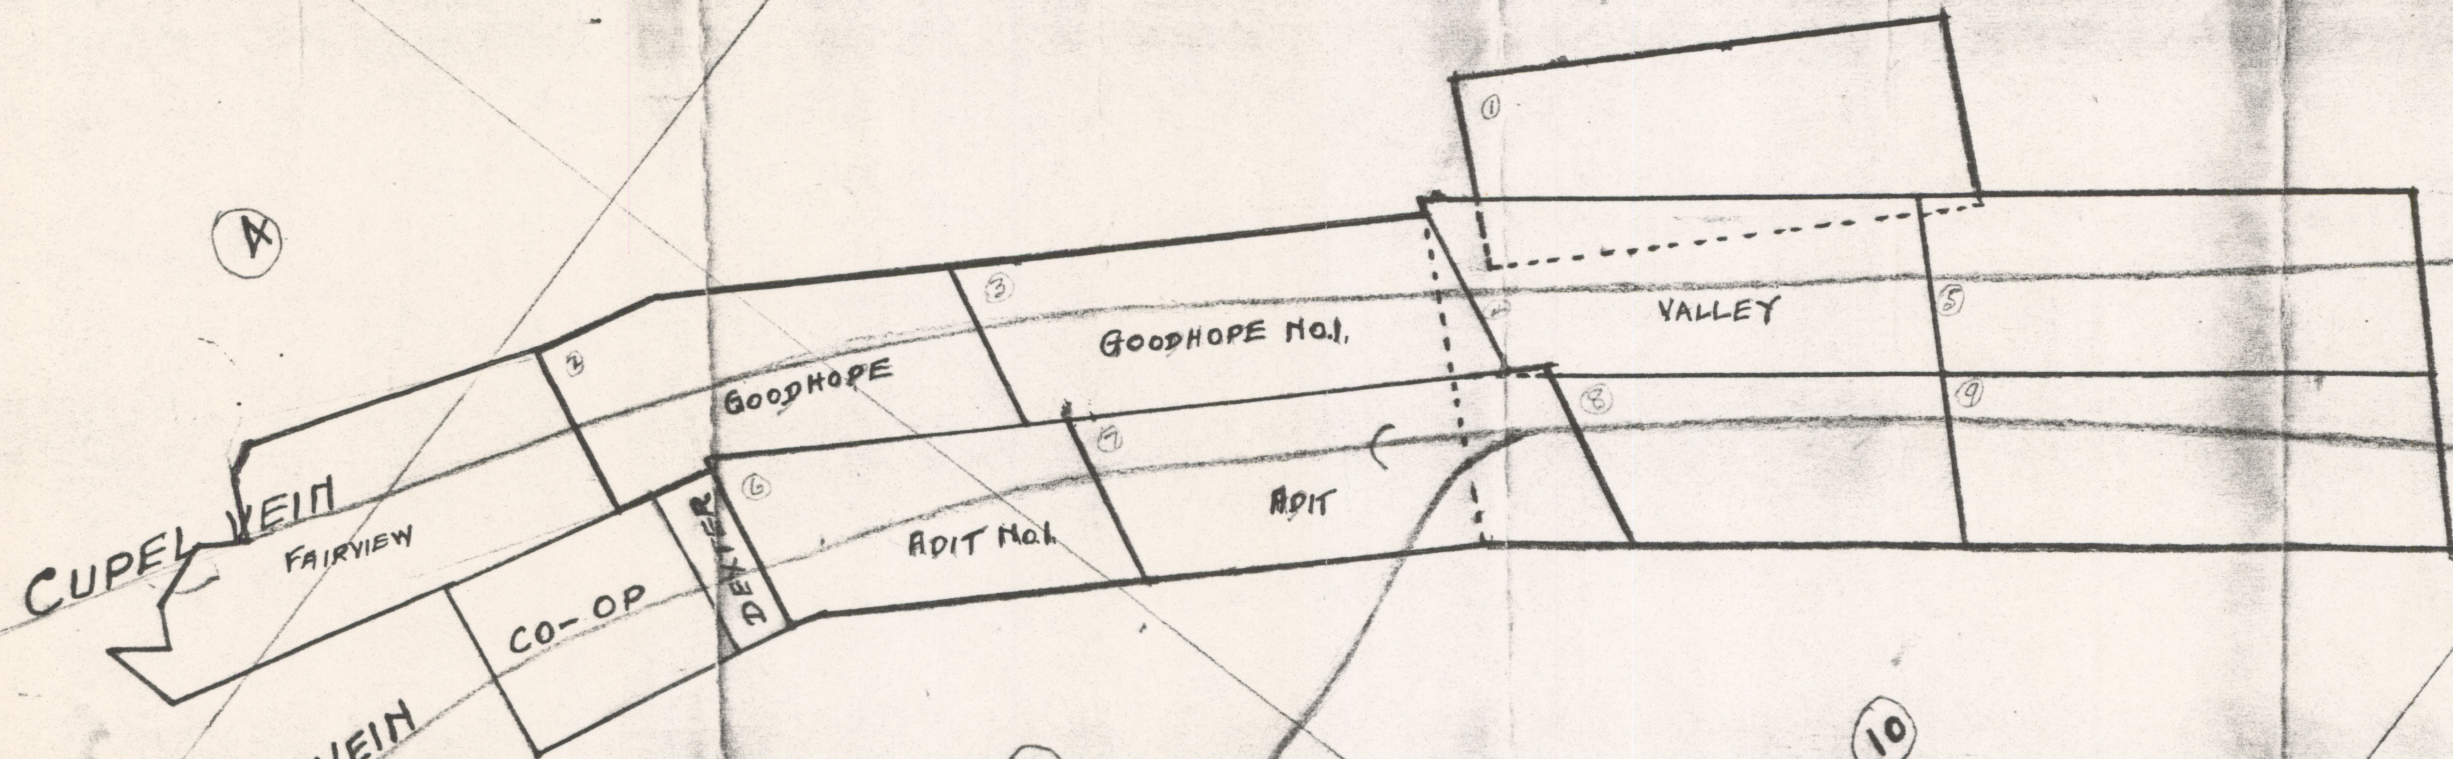 4
1
2
3
GOODHOPE
GOODHOPE NO.1.
VALLEY
5
CUPEL VEIN
FAIRVIEW
CO-OP
DEXTER
6
ADIT NO.1.
7
ADIT
8
9
VEIN
10